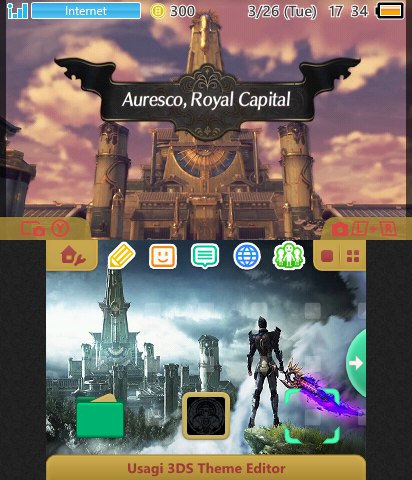 Internet 300 3/26 (Tue) 17 34
Auresco, Royal Capital
Y L+R
Usagi 3DS Theme Editor